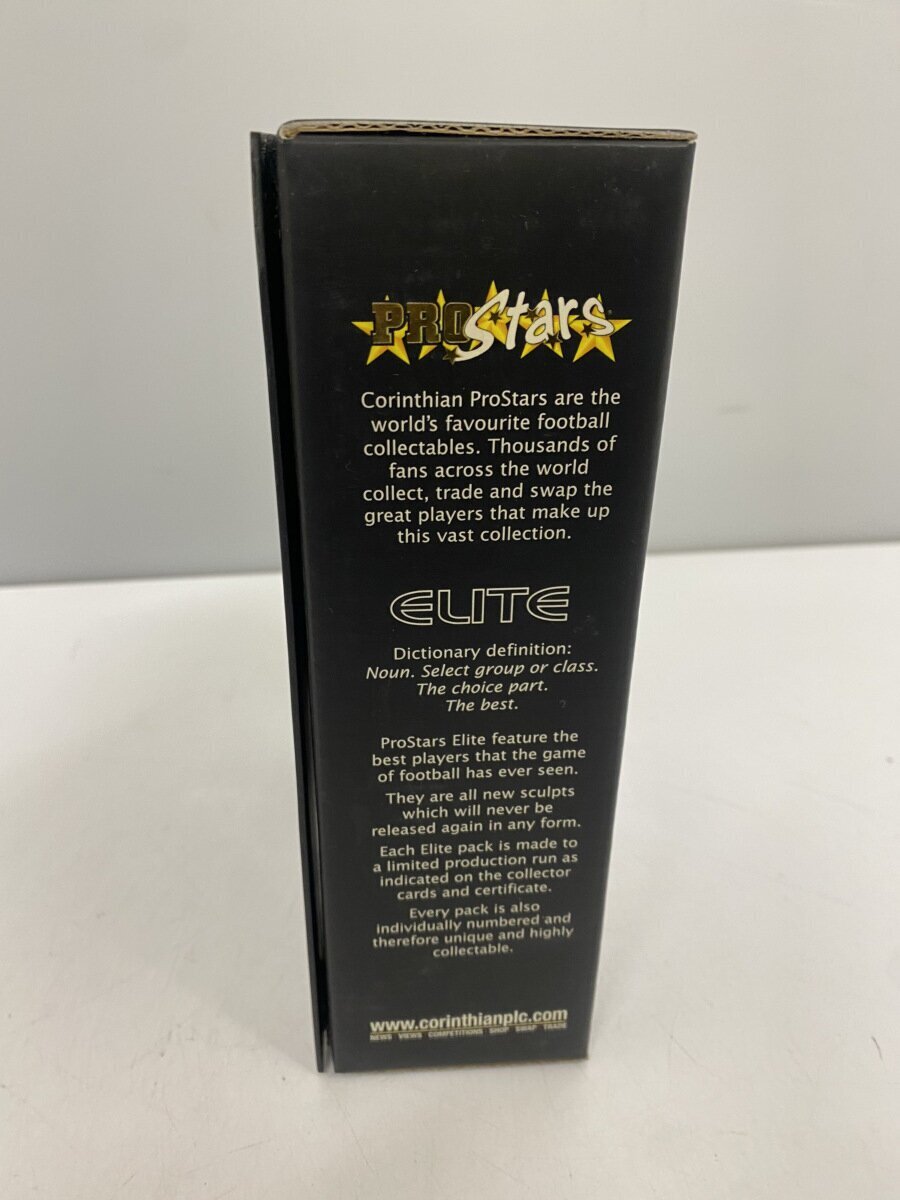 PROStars
Corinthian ProStars are the
world's favourite football
collectables. Thousands of
fans across the world
collect, trade and swap the
great players that make up
this vast collection.
ELITE
Dictionary definition:
Noun. Select group or class.
The choice part.
The best.
ProStars Elite feature the
best players that the game
of football has ever seen.
They are all new sculpts
which will never be
released again in any form.
Each Elite pack is made to
a limited production run as
indicated on the collector
cards and certificate.
Every pack is also
individually numbered and
therefore unique and highly
collectable.
www.corinthianplc.com
NEWS VIEWS COMPETITIONS SHOP SWAP TRADE